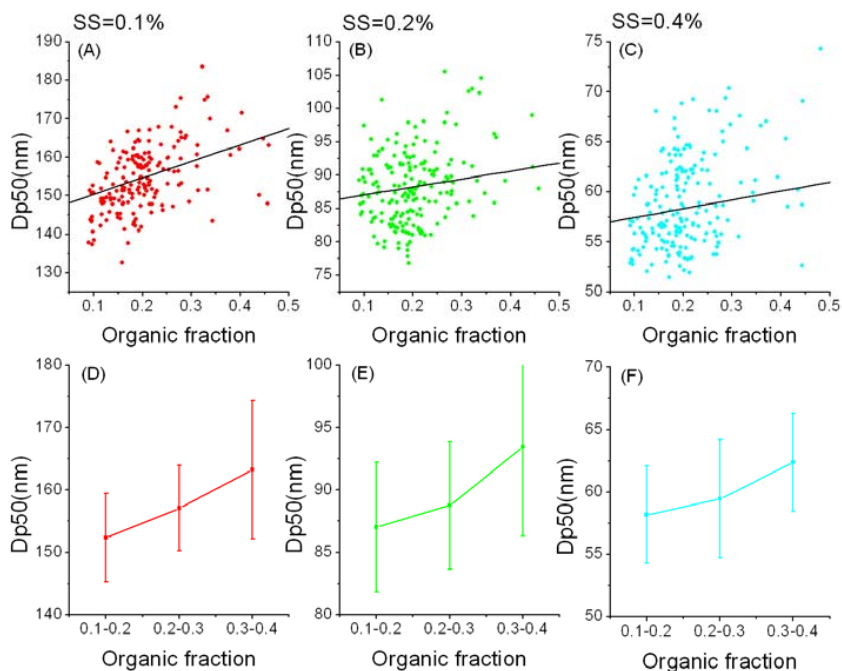 SS=0.1%
SS=0.2%
SS=0.4%
(A)
190
180
170
160
150
140
130
Dp50(nm)
0.1
0.2
0.3
0.4
0.5
Organic fraction
(B)
110
105
100
95
90
85
80
75
Dp50(nm)
0.1
0.2
0.3
0.4
0.5
Organic fraction
(C)
75
70
65
60
55
50
Dp50(nm)
0.1
0.2
0.3
0.4
0.5
Organic fraction
(D)
180
170
160
150
140
Dp50(nm)
0.1-0.2
0.2-0.3
0.3-0.4
Organic fraction
(E)
100
95
90
85
80
Dp50(nm)
0.1-0.2
0.2-0.3
0.3-0.4
Organic fraction
(F)
70
65
60
55
50
Dp50(nm)
0.1-0.2
0.2-0.3
0.3-0.4
Organic fraction